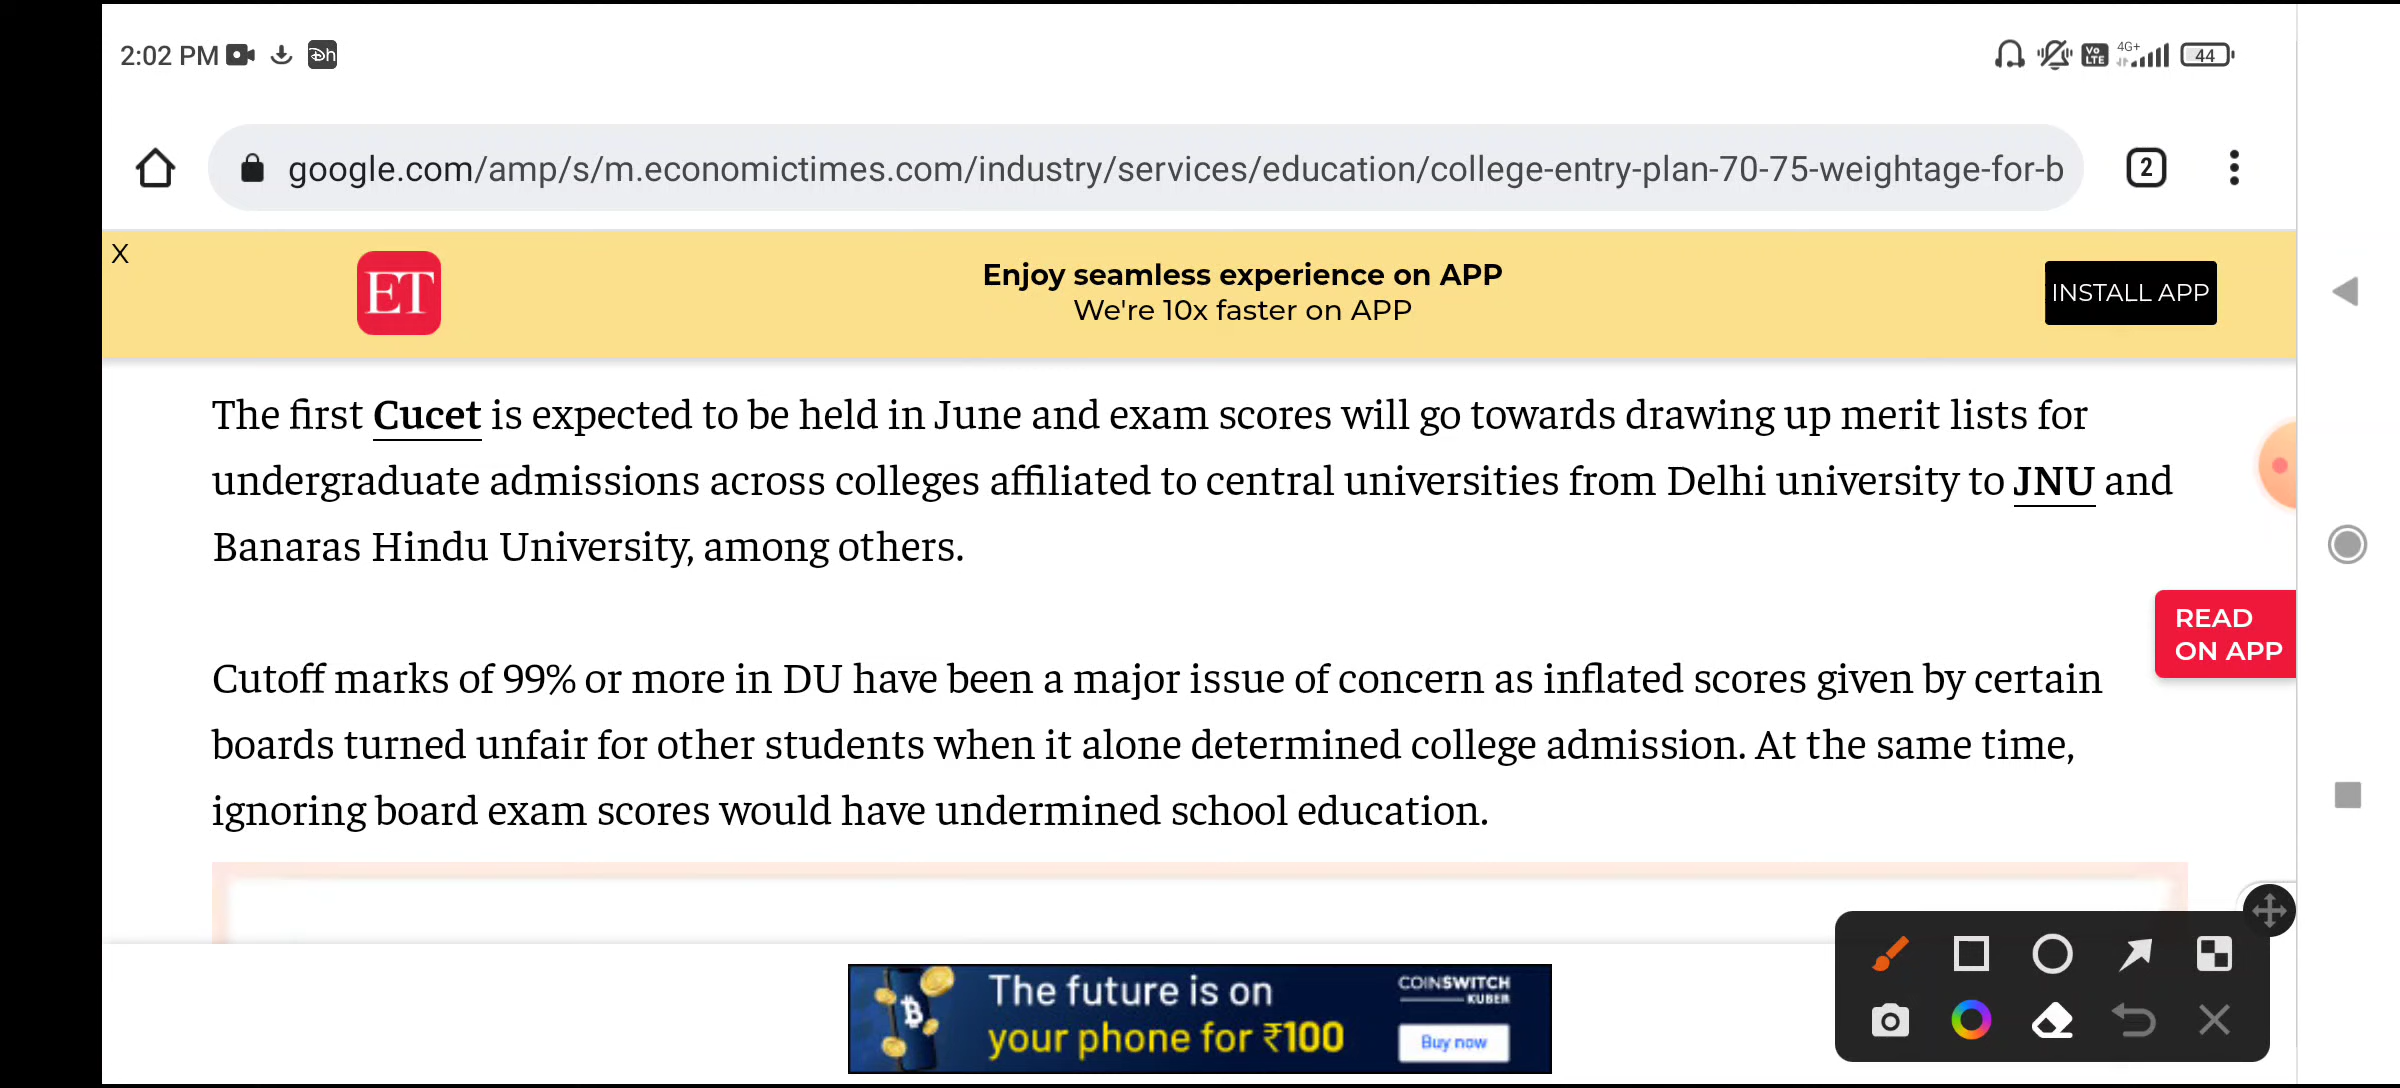 2:02 PM Dh
Vo LTE 4G+ 44
google.com/amp/s/m.economictimes.com/industry/services/education/college-entry-plan-70-75-weightage-for-b
2
X
ET
Enjoy seamless experience on APP
We're 10x faster on APP
INSTALL APP
The first Cucet is expected to be held in June and exam scores will go towards drawing up merit lists for
undergraduate admissions across colleges affiliated to central universities from Delhi university to JNU and
Banaras Hindu University, among others.
READ
ON APP
Cutoff marks of 99% or more in DU have been a major issue of concern as inflated scores given by certain
boards turned unfair for other students when it alone determined college admission. At the same time,
ignoring board exam scores would have undermined school education.
The future is on
your phone for ₹100
COINSWITCH
KUBER
Buy now